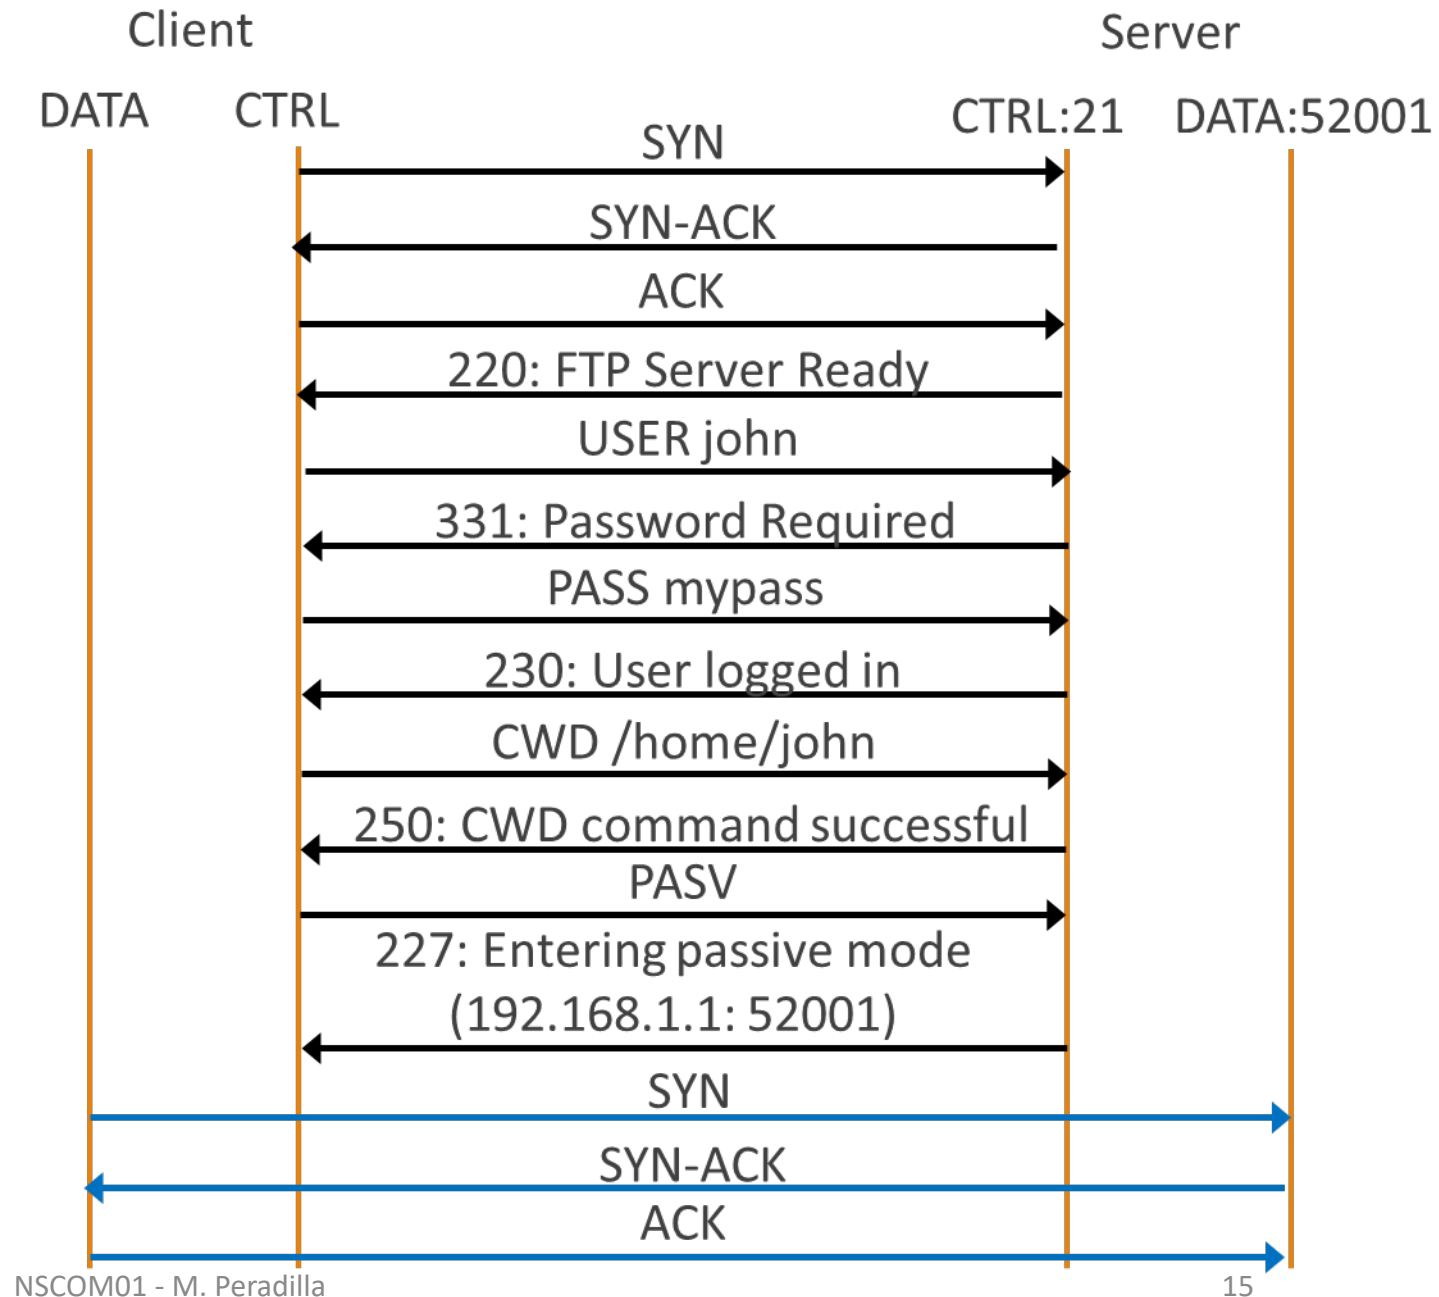 Client Server
DATA CTRL CTRL:21 DATA:52001
SYN
SYN-ACK
ACK
220: FTP Server Ready
USER john
331: Password Required
PASS mypass
230: User logged in
CWD /home/john
250: CWD command successful
PASV
227: Entering passive mode
(192.168.1.1: 52001)
SYN
SYN-ACK
ACK
NSCOM01 - M. Peradilla 15